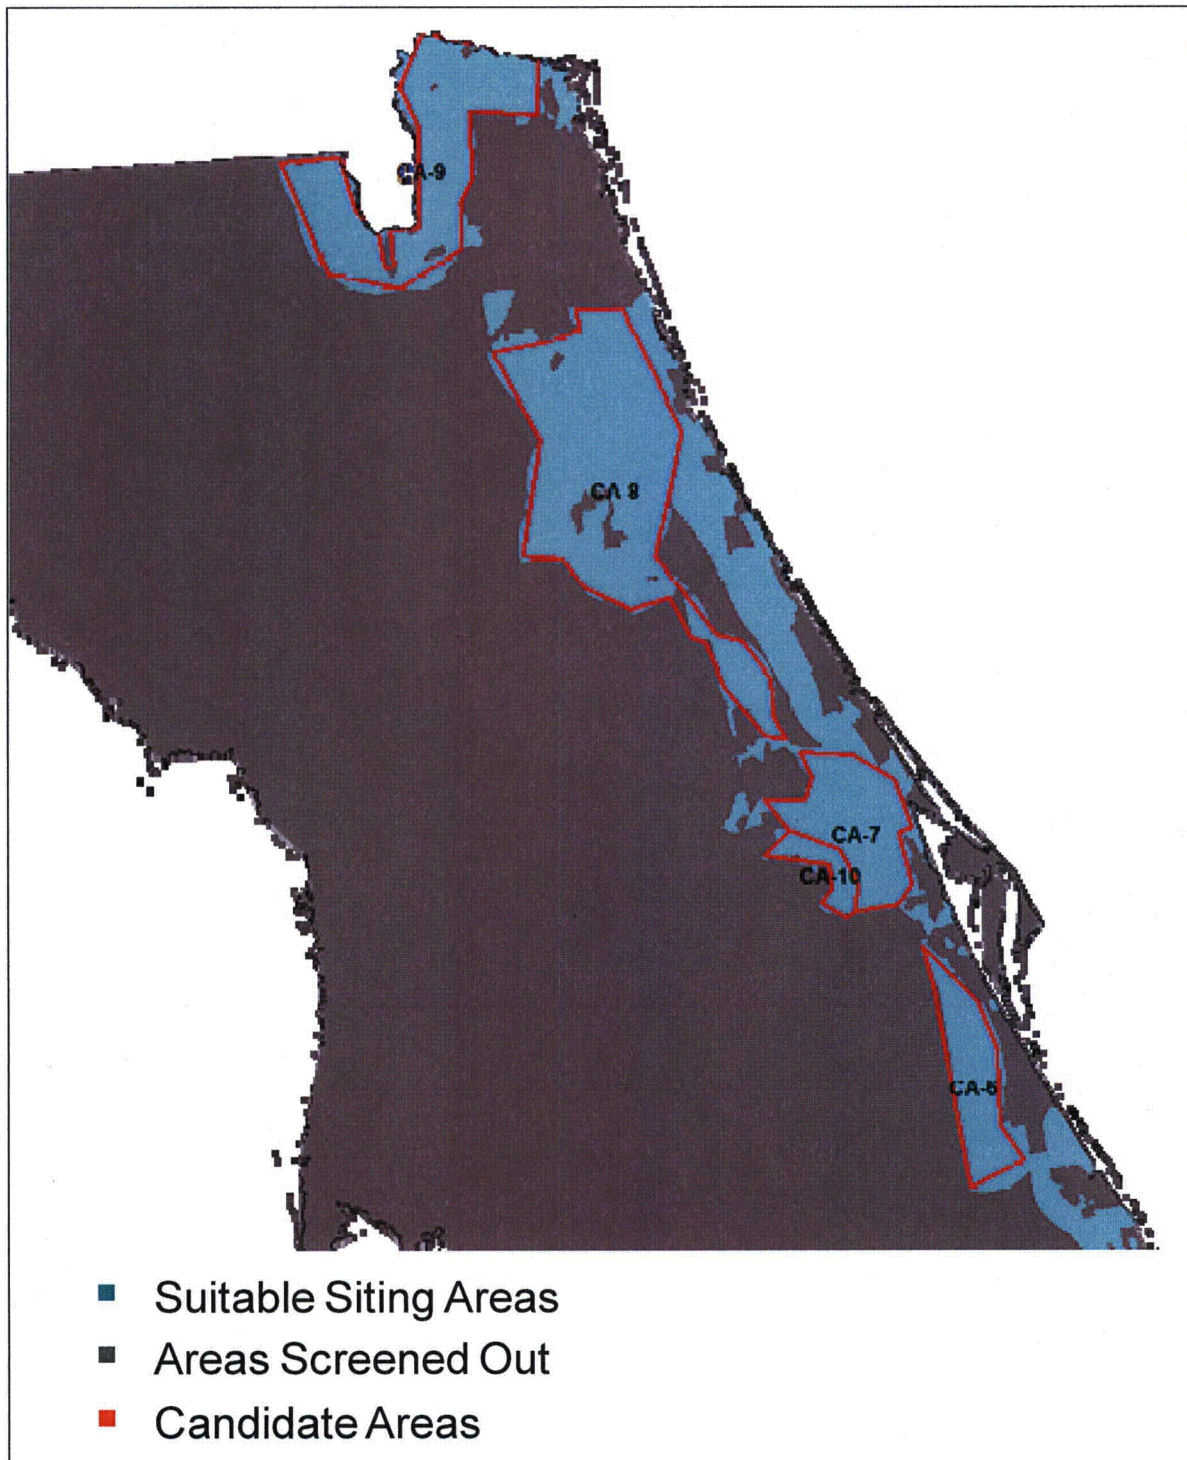 CA-9
CA 8
CA-7
CA-10
CA-6
Suitable Siting Areas
Areas Screened Out
Candidate Areas